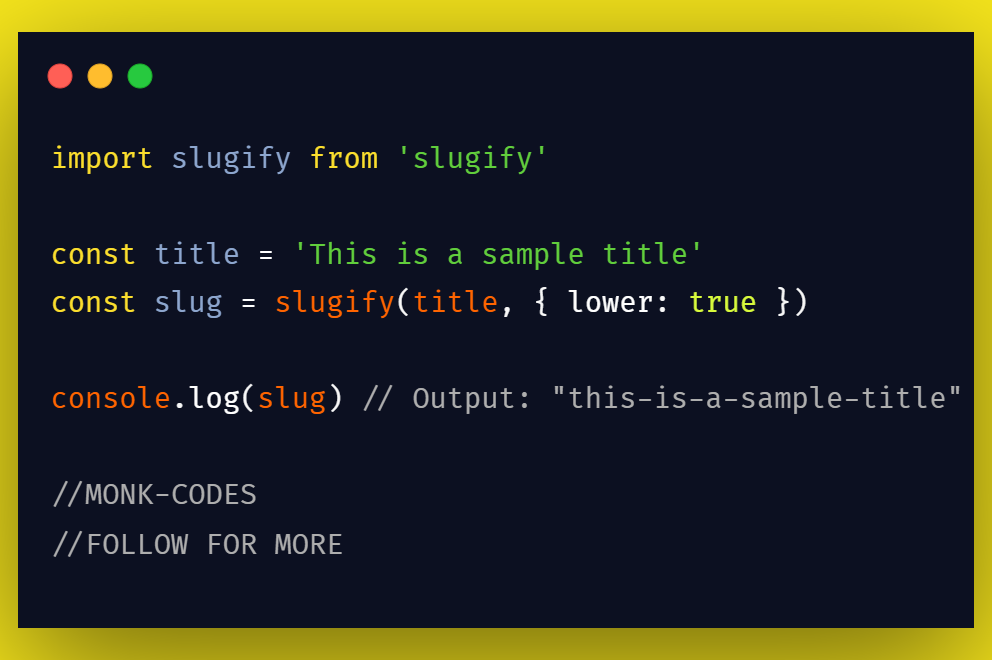 import slugify from 'slugify'
const title = 'This is a sample title'
const slug = slugify(title, { lower: true })
console.log(slug) // Output: "this-is-a-sample-title"
//MONK-CODES
//FOLLOW FOR MORE